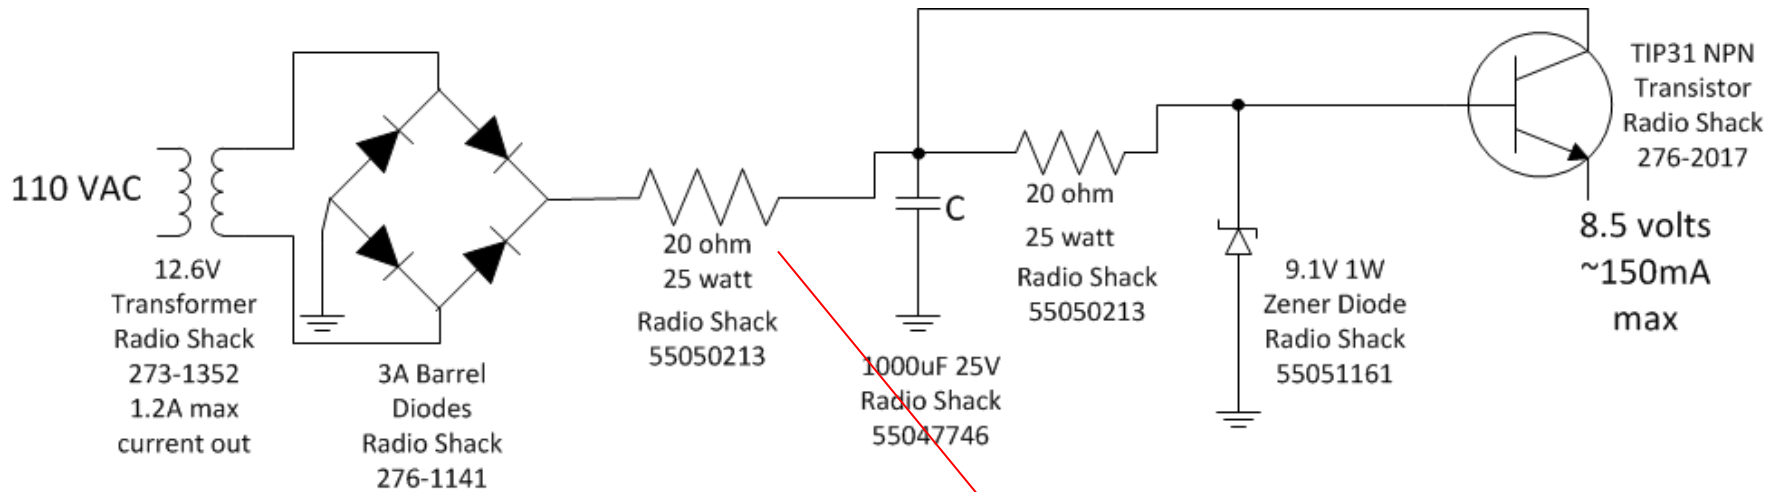 110 VAC
12.6V
Transformer
Radio Shack
273-1352
1.2A max
current out
3A Barrel
Diodes
Radio Shack
276-1141
20 ohm
25 watt
Radio Shack
55050213
C
1000uF 25V
Radio Shack
55047746
20 ohm
25 watt
Radio Shack
55050213
9.1V 1W
Zener Diode
Radio Shack
55051161
TIP31 NPN
Transistor
Radio Shack
276-2017
8.5 volts
~150mA
max